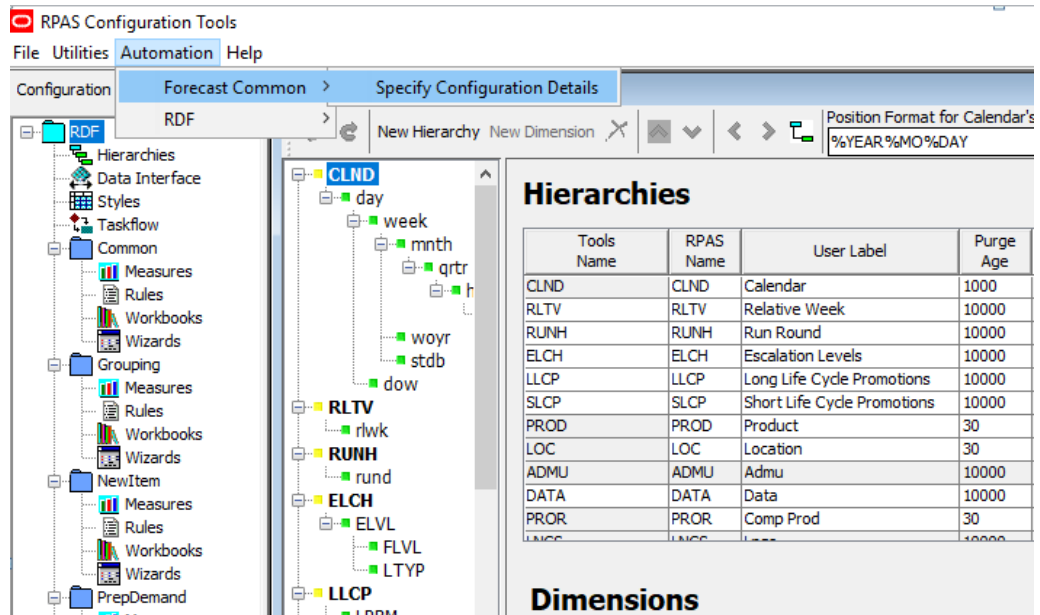 RPAS Configuration Tools
File Utilities Automation Help
Configuration
Forecast Common > Specify Configuration Details
RDF >
New Hierarchy New Dimension
Position Format for Calendar's
%YEAR%MO%DAY
RDF
Hierarchies
Data Interface
Styles
Taskflow
Common
Measures
Rules
Workbooks
Wizards
Grouping
Measures
Rules
Workbooks
Wizards
NewItem
Measures
Rules
Workbooks
Wizards
PrepDemand
CLND
day
week
mnth
qrtr
h
woyr
stdb
dow
RLTV
rlwk
RUNH
rund
ELCH
ELVL
FLVL
LTYP
LLCP
Hierarchies
Tools Name RPAS Name User Label Purge Age
CLND CLND Calendar 1000
RLTV RLTV Relative Week 10000
RUNH RUNH Run Round 10000
ELCH ELCH Escalation Levels 10000
LLCP LLCP Long Life Cycle Promotions 10000
SLCP SLCP Short Life Cycle Promotions 10000
PROD PROD Product 30
LOC LOC Location 30
ADMU ADMU Admu 10000
DATA DATA Data 10000
PROR PROR Comp Prod 30
Dimensions